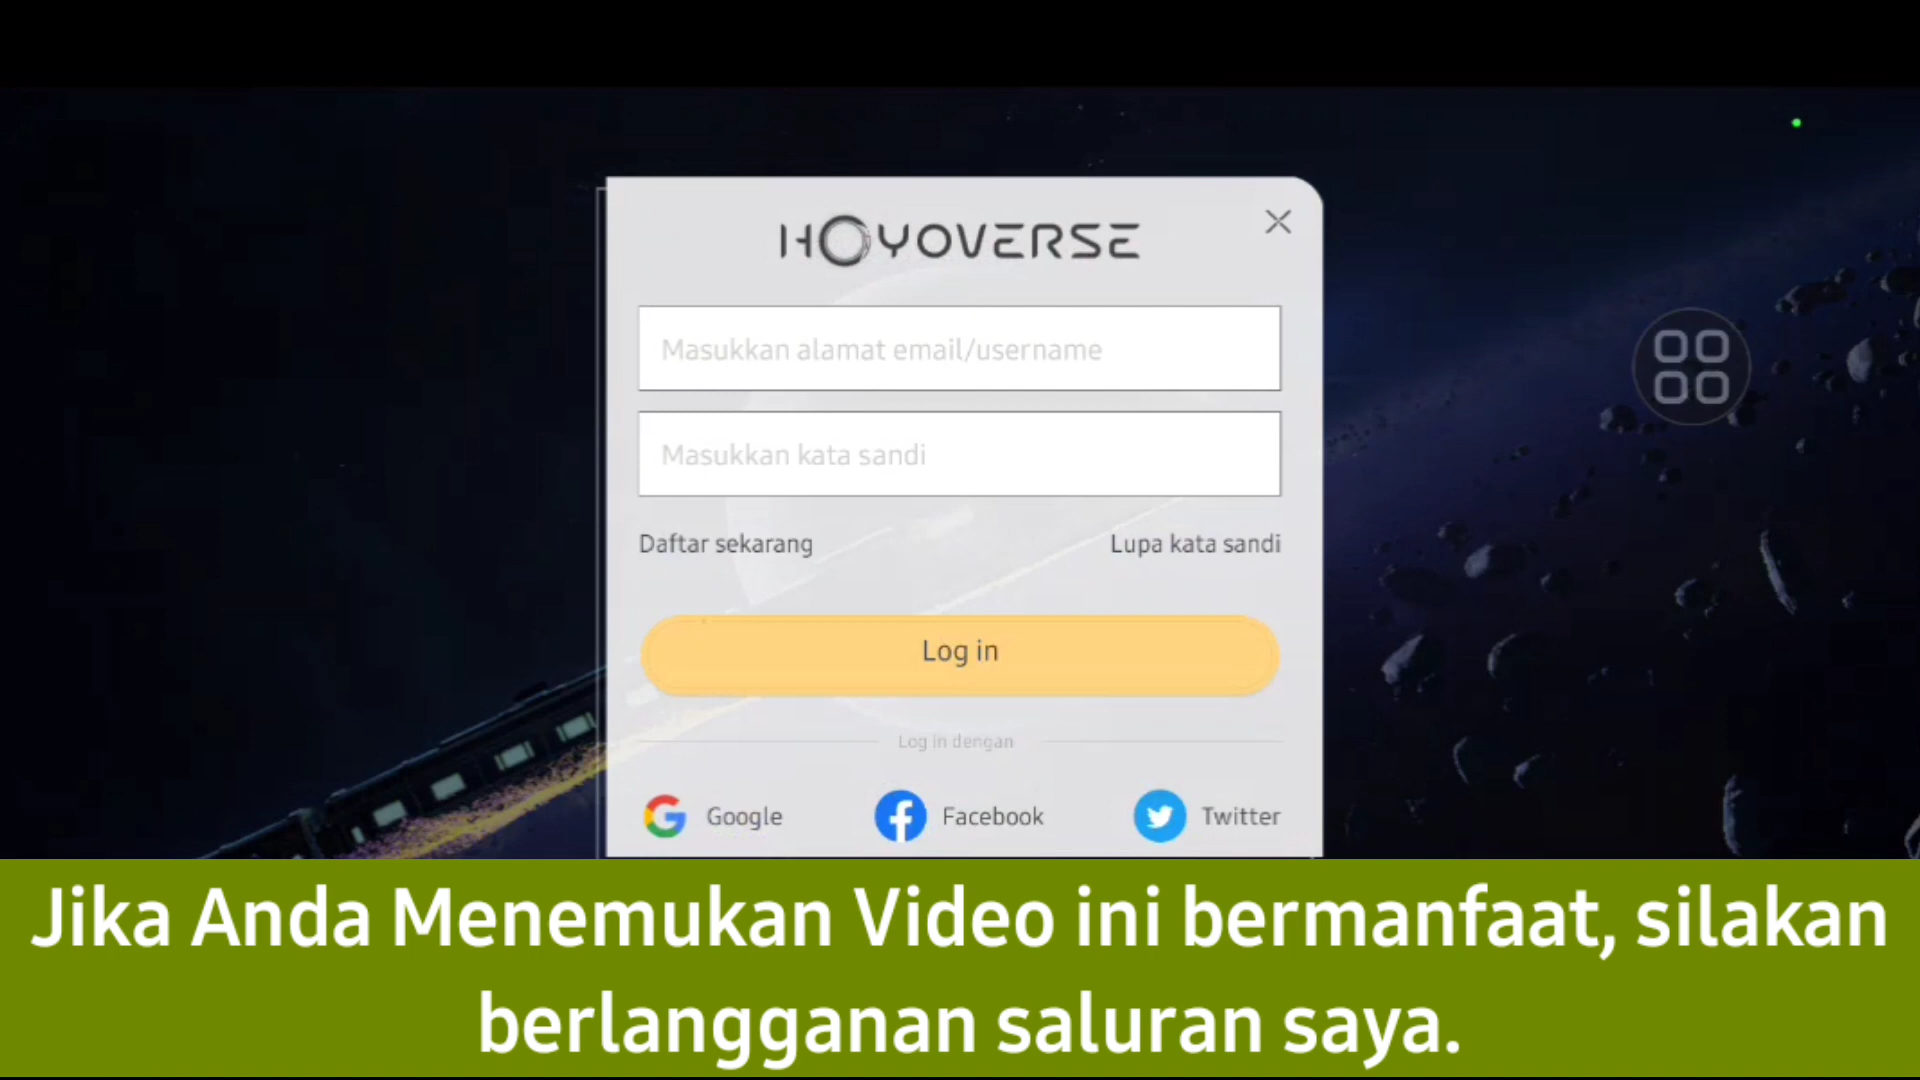 HOYOVERSE
Masukkan alamat email/username
Masukkan kata sandi
Daftar sekarang
Lupa kata sandi
Log in
Log in dengan
Google
Facebook
Twitter
Jika Anda Menemukan Video ini bermanfaat, silakan
berlangganan saluran saya.